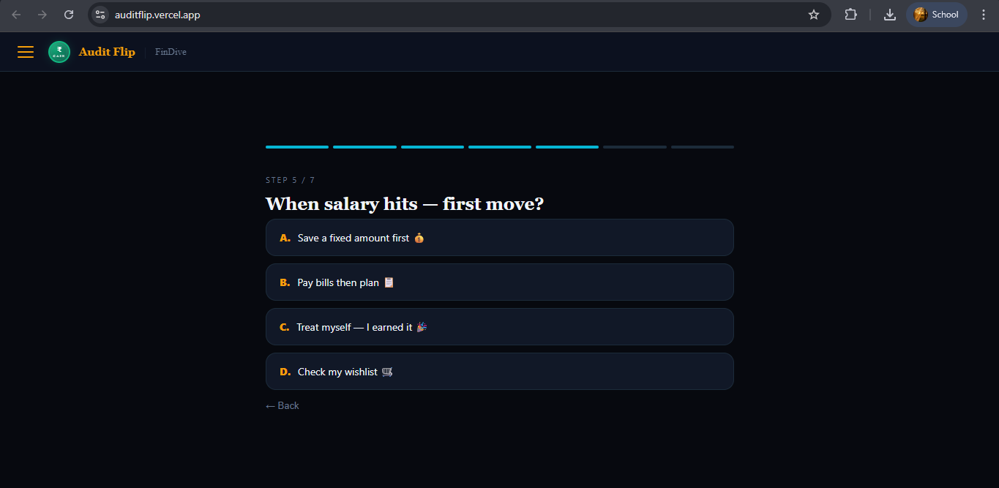 auditflip.vercel.app
School
₹
CATS
Audit Flip
FinDive
STEP 5 / 7
When salary hits — first move?
A. Save a fixed amount first 💰
B. Pay bills then plan 📋
C. Treat myself — I earned it 🎉
D. Check my wishlist 🛒
← Back